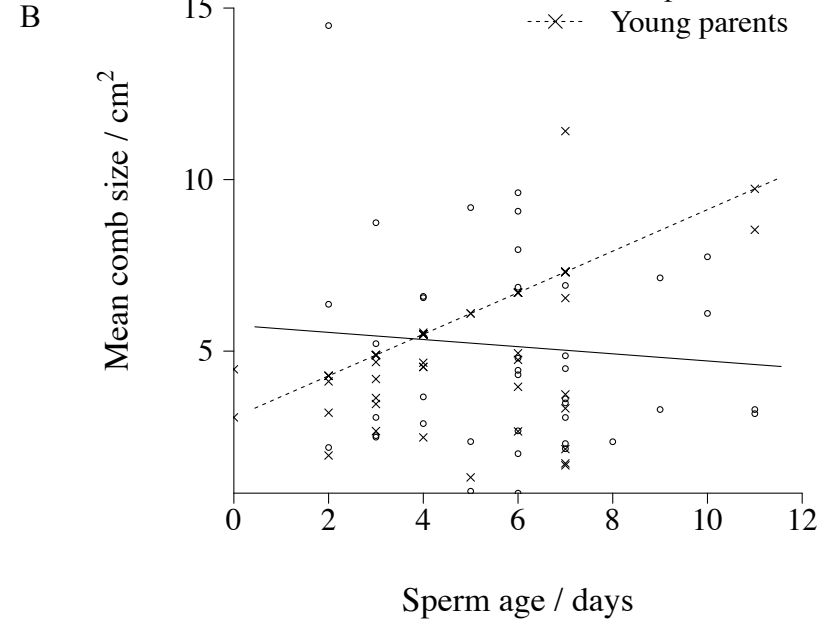 B
Young parents
15
10
5
Mean comb size / cm²
0 2 4 6 8 10 12
Sperm age / days